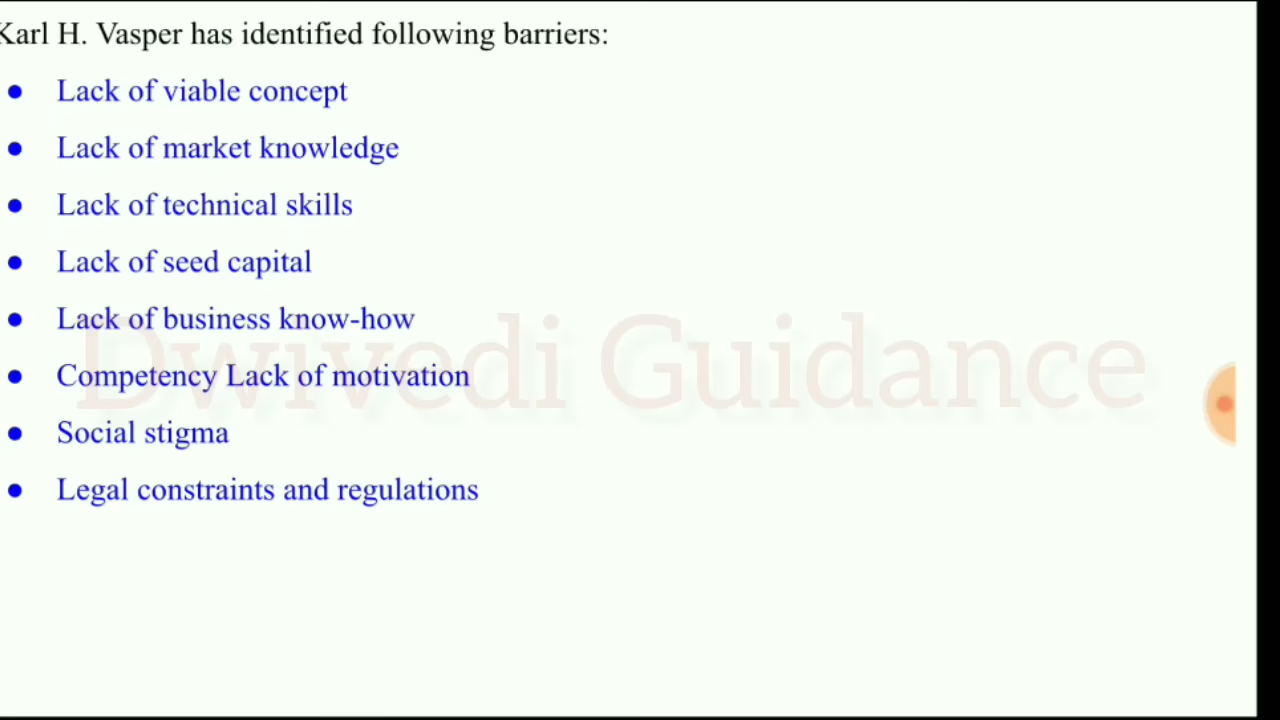 Karl H. Vasper has identified following barriers:
● Lack of viable concept
● Lack of market knowledge
● Lack of technical skills
● Lack of seed capital
● Lack of business know-how
● Competency Lack of motivation
● Social stigma
● Legal constraints and regulations
Dwivedi Guidance